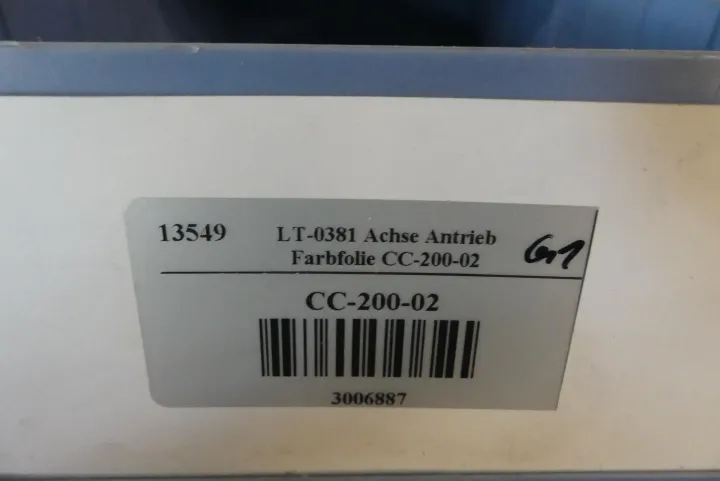 13549 LT-0381 Achse Antrieb
Farbfolie CC-200-02
CC-200-02
3006887